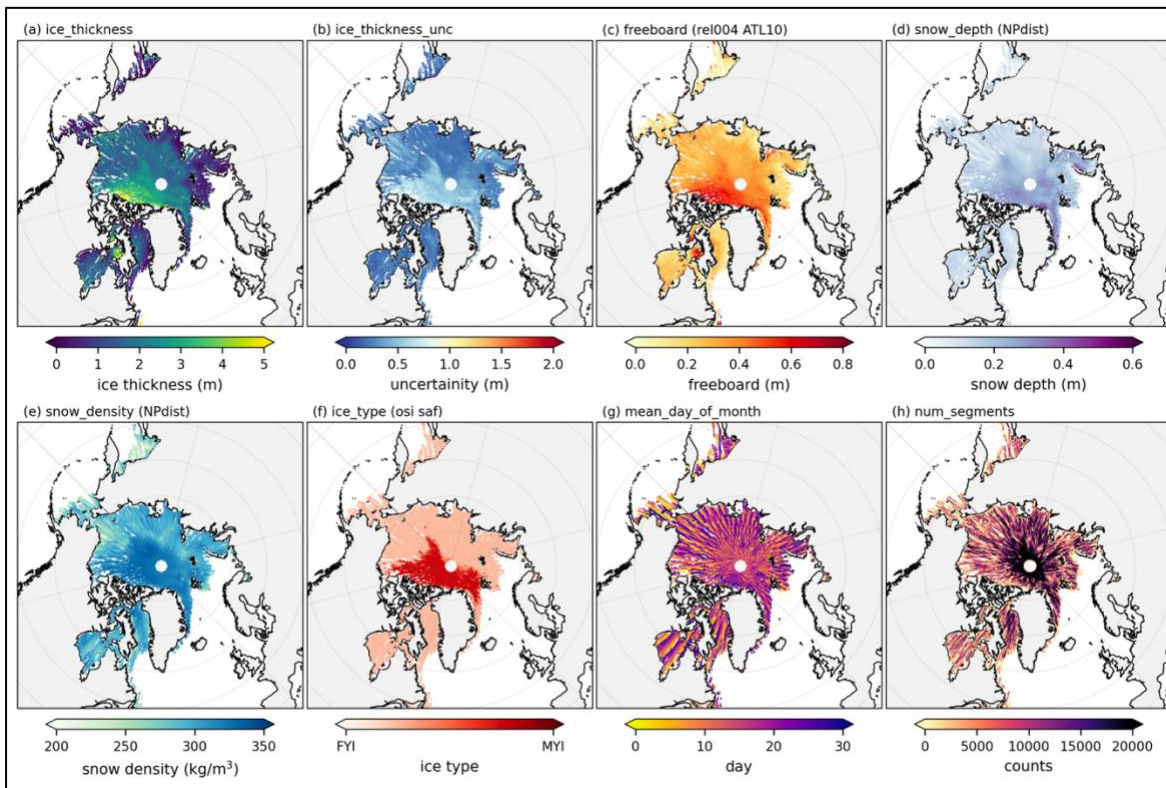 (a) ice_thickness
(b) ice_thickness_unc
(c) freeboard (rel004 ATL10)
(d) snow_depth (NPdist)
0 1 2 3 4 5
ice thickness (m)
0.0 0.5 1.0 1.5 2.0
uncertainity (m)
0.0 0.2 0.4 0.6 0.8
freeboard (m)
0.0 0.2 0.4 0.6
snow depth (m)
(e) snow_density (NPdist)
(f) ice_type (osi saf)
(g) mean_day_of_month
(h) num_segments
200 250 300 350
snow density (kg/m³)
FYI MYI
ice type
0 10 20 30
day
0 5000 10000 15000 20000
counts